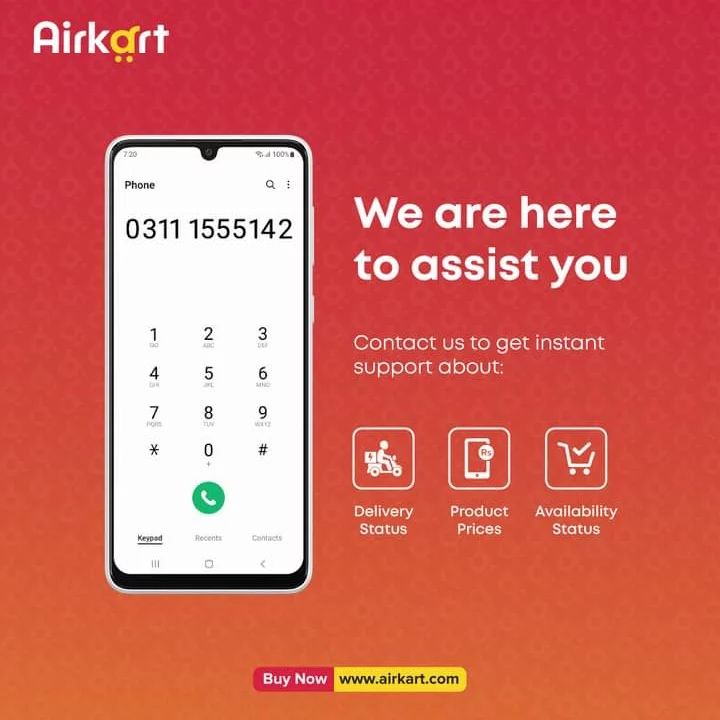 Airkart
7:20
100%
Phone
0311 1555142
1
2
ABC
3
DEF
4
GHI
5
JKL
6
MNO
7
PQRS
8
TUV
9
WXYZ
*
0
+
#
Keypad
Recents
Contacts
We are here
to assist you
Contact us to get instant
support about:
Rs
Delivery
Status
Product
Prices
Availability
Status
Buy Now
www.airkart.com